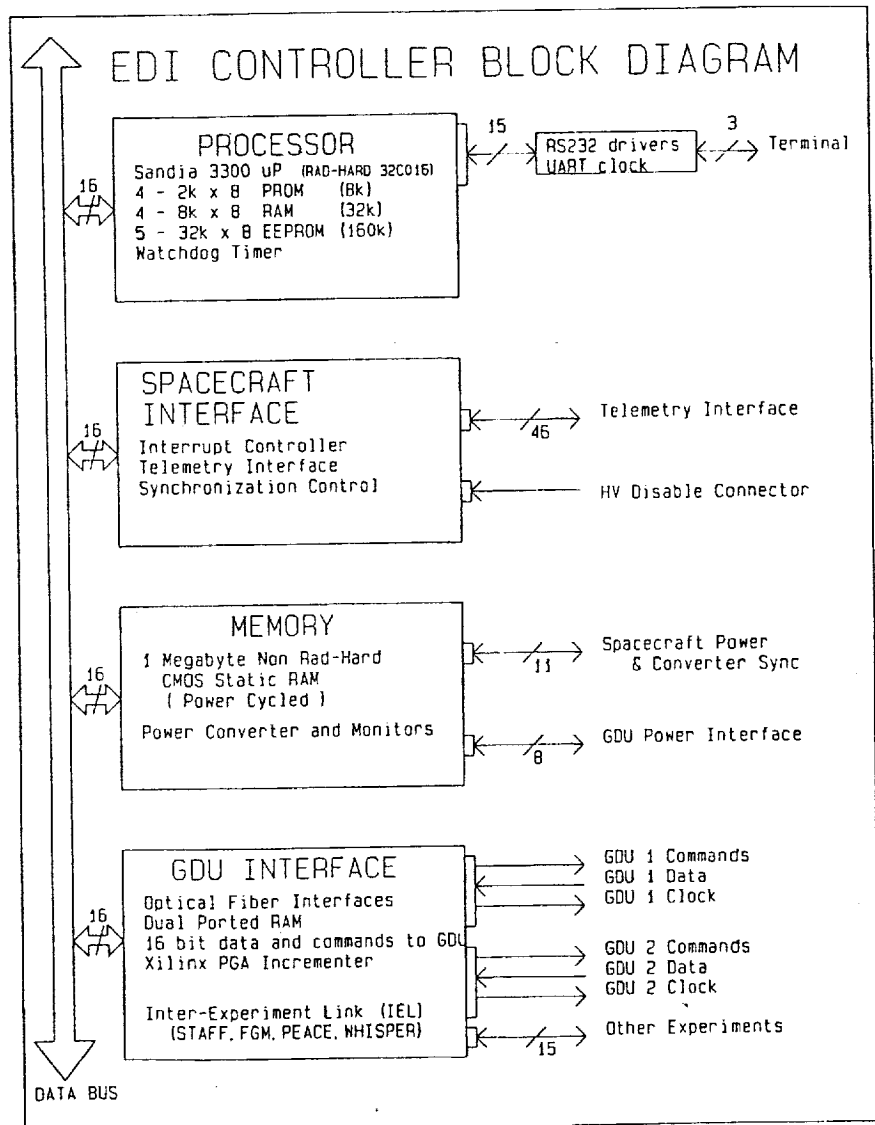 EDI CONTROLLER BLOCK DIAGRAM
PROCESSOR
Sandia 3300 uP (RAD-HARD 32C016)
4 - 2k x 8 PROM (8k)
4 - 8k x 8 RAM (32k)
5 - 32k x 8 EEPROM (160k)
Watchdog Timer
16
15
RS232 drivers
UART clock
3
Terminal
SPACECRAFT
INTERFACE
Interrupt Controller
Telemetry Interface
Synchronization Control
16
46
Telemetry Interface
HV Disable Connector
MEMORY
1 Megabyte Non Rad-Hard
CMOS Static RAM
( Power Cycled )
Power Converter and Monitors
16
11
Spacecraft Power
& Converter Sync
8
GDU Power Interface
GDU INTERFACE
Optical Fiber Interfaces
Dual Ported RAM
16 bit data and commands to GDU
Xilinx PGA Incrementer
Inter-Experiment Link (IEL)
(STAFF, FGM, PEACE, WHISPER)
16
GDU 1 Commands
GDU 1 Data
GDU 1 Clock
GDU 2 Commands
GDU 2 Data
GDU 2 Clock
15
Other Experiments
DATA BUS